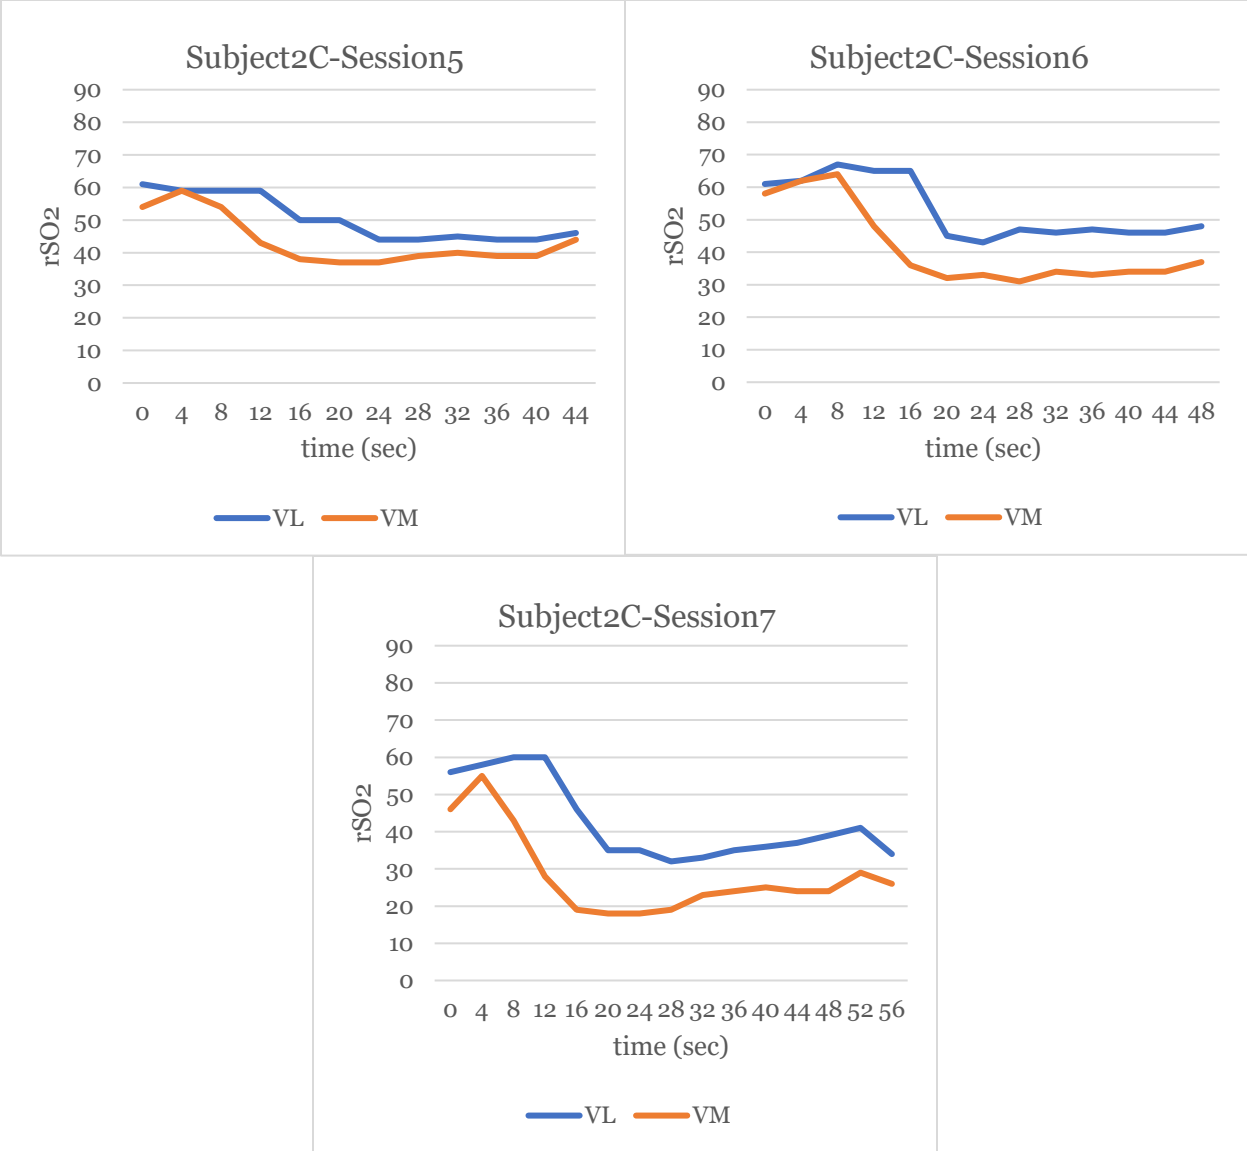 Subject2C-Session5
90
80
70
60
50
40
30
20
10
0
rSO2
0 4 8 12 16 20 24 28 32 36 40 44
time (sec)
VL VM
Subject2C-Session6
90
80
70
60
50
40
30
20
10
0
rSO2
0 4 8 12 16 20 24 28 32 36 40 44 48
time (sec)
VL VM
Subject2C-Session7
90
80
70
60
50
40
30
20
10
0
rSO2
0 4 8 12 16 20 24 28 32 36 40 44 48 52 56
time (sec)
VL VM